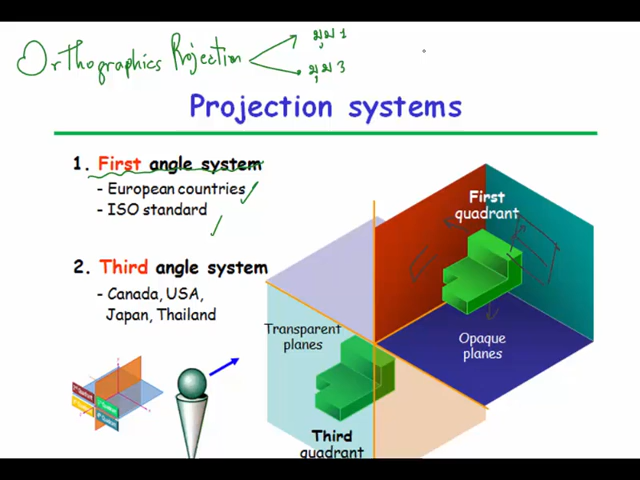 Orthographics Projection
มุม 1
มุม 3
Projection systems
1. First angle system
- European countries
- ISO standard
2. Third angle system
- Canada, USA,
Japan, Thailand
First
quadrant
Opaque
planes
Transparent
planes
Third
quadrant